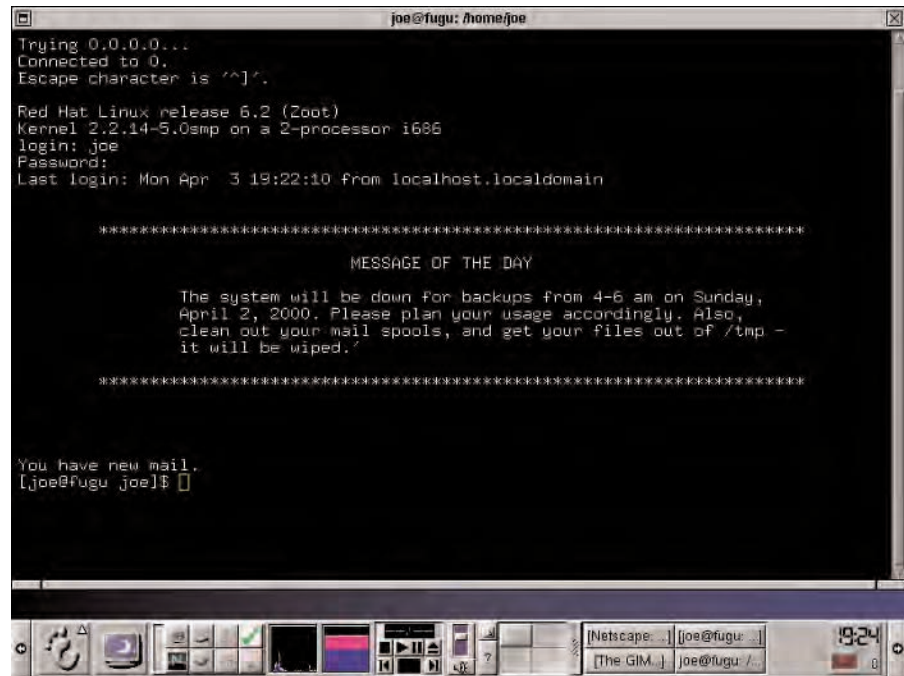 joe@fugu: /home/joe
Trying 0.0.0.0...
Connected to 0.
Escape character is '^]'.
Red Hat Linux release 6.2 (Zoot)
Kernel 2.2.14-5.0smp on a 2-processor i686
login: joe
Password:
Last login: Mon Apr  3 19:22:10 from localhost.localdomain
**********************************************************************
MESSAGE OF THE DAY
The system will be down for backups from 4-6 am on Sunday,
April 2, 2000. Please plan your usage accordingly. Also,
clean out your mail spools, and get your files out of /tmp -
it will be wiped.'
**********************************************************************
You have new mail.
[joe@fugu joe]$
[Netscape: ...] [joe@fugu: ...]
[The GIM...] joe@fugu: /...
19:24
?
0